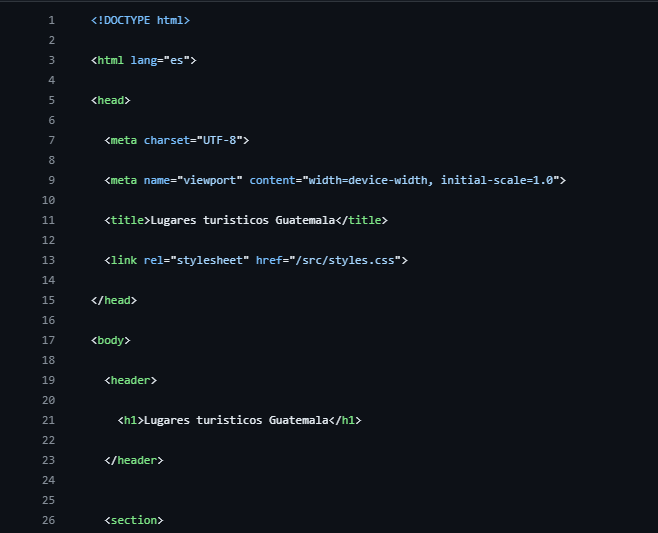 1 <!DOCTYPE html>
2
3 <html lang="es">
4
5 <head>
6
7 <meta charset="UTF-8">
8
9 <meta name="viewport" content="width=device-width, initial-scale=1.0">
10
11 <title>Lugares turisticos Guatemala</title>
12
13 <link rel="stylesheet" href="/src/styles.css">
14
15 </head>
16
17 <body>
18
19 <header>
20
21 <h1>Lugares turisticos Guatemala</h1>
22
23 </header>
24
25
26 <section>